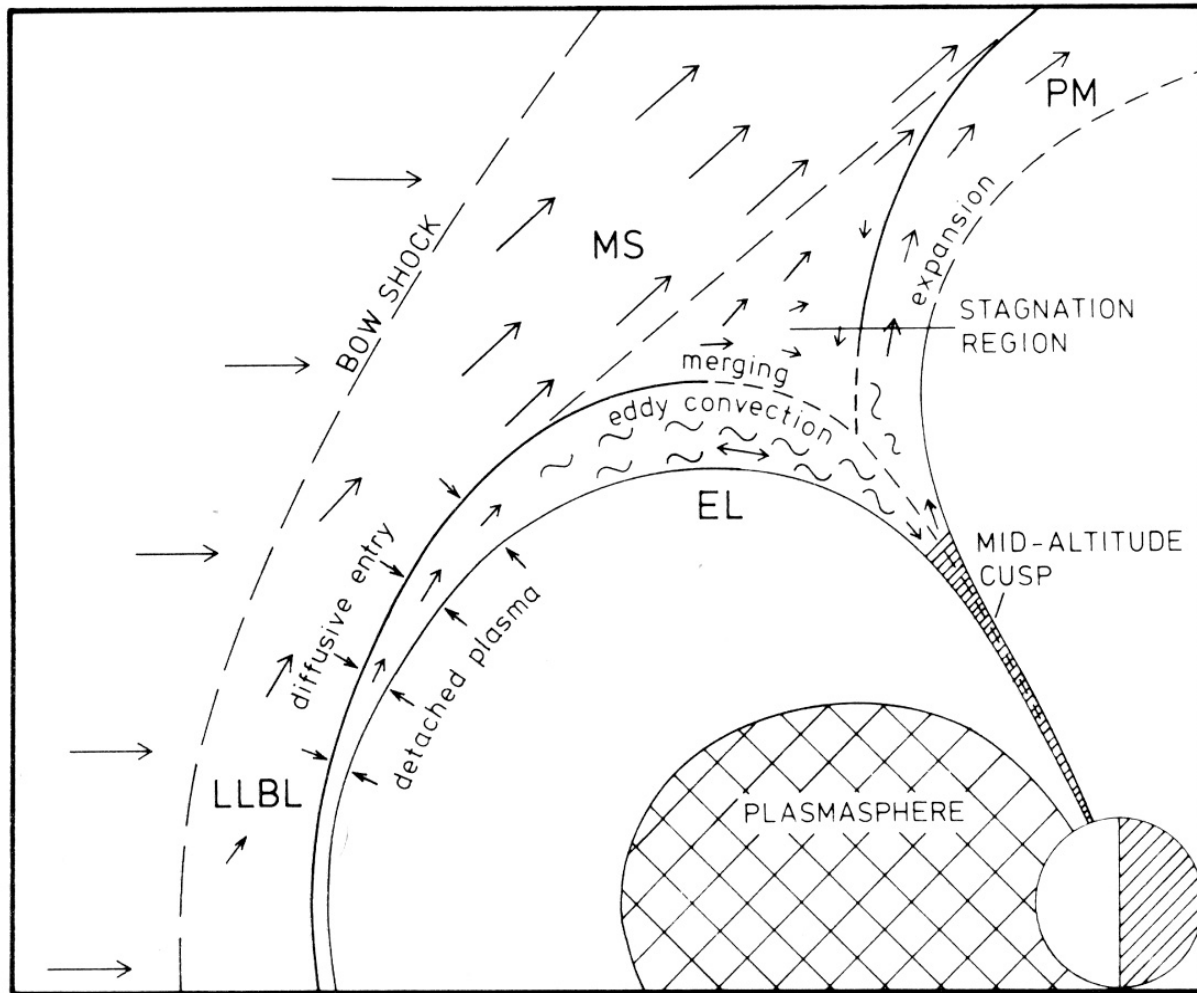 PM
BOW SHOCK
MS
expansion
STAGNATION
REGION
merging
eddy convection
EL
MID-ALTITUDE
CUSP
diffusive entry
detached plasma
LLBL
PLASMASPHERE